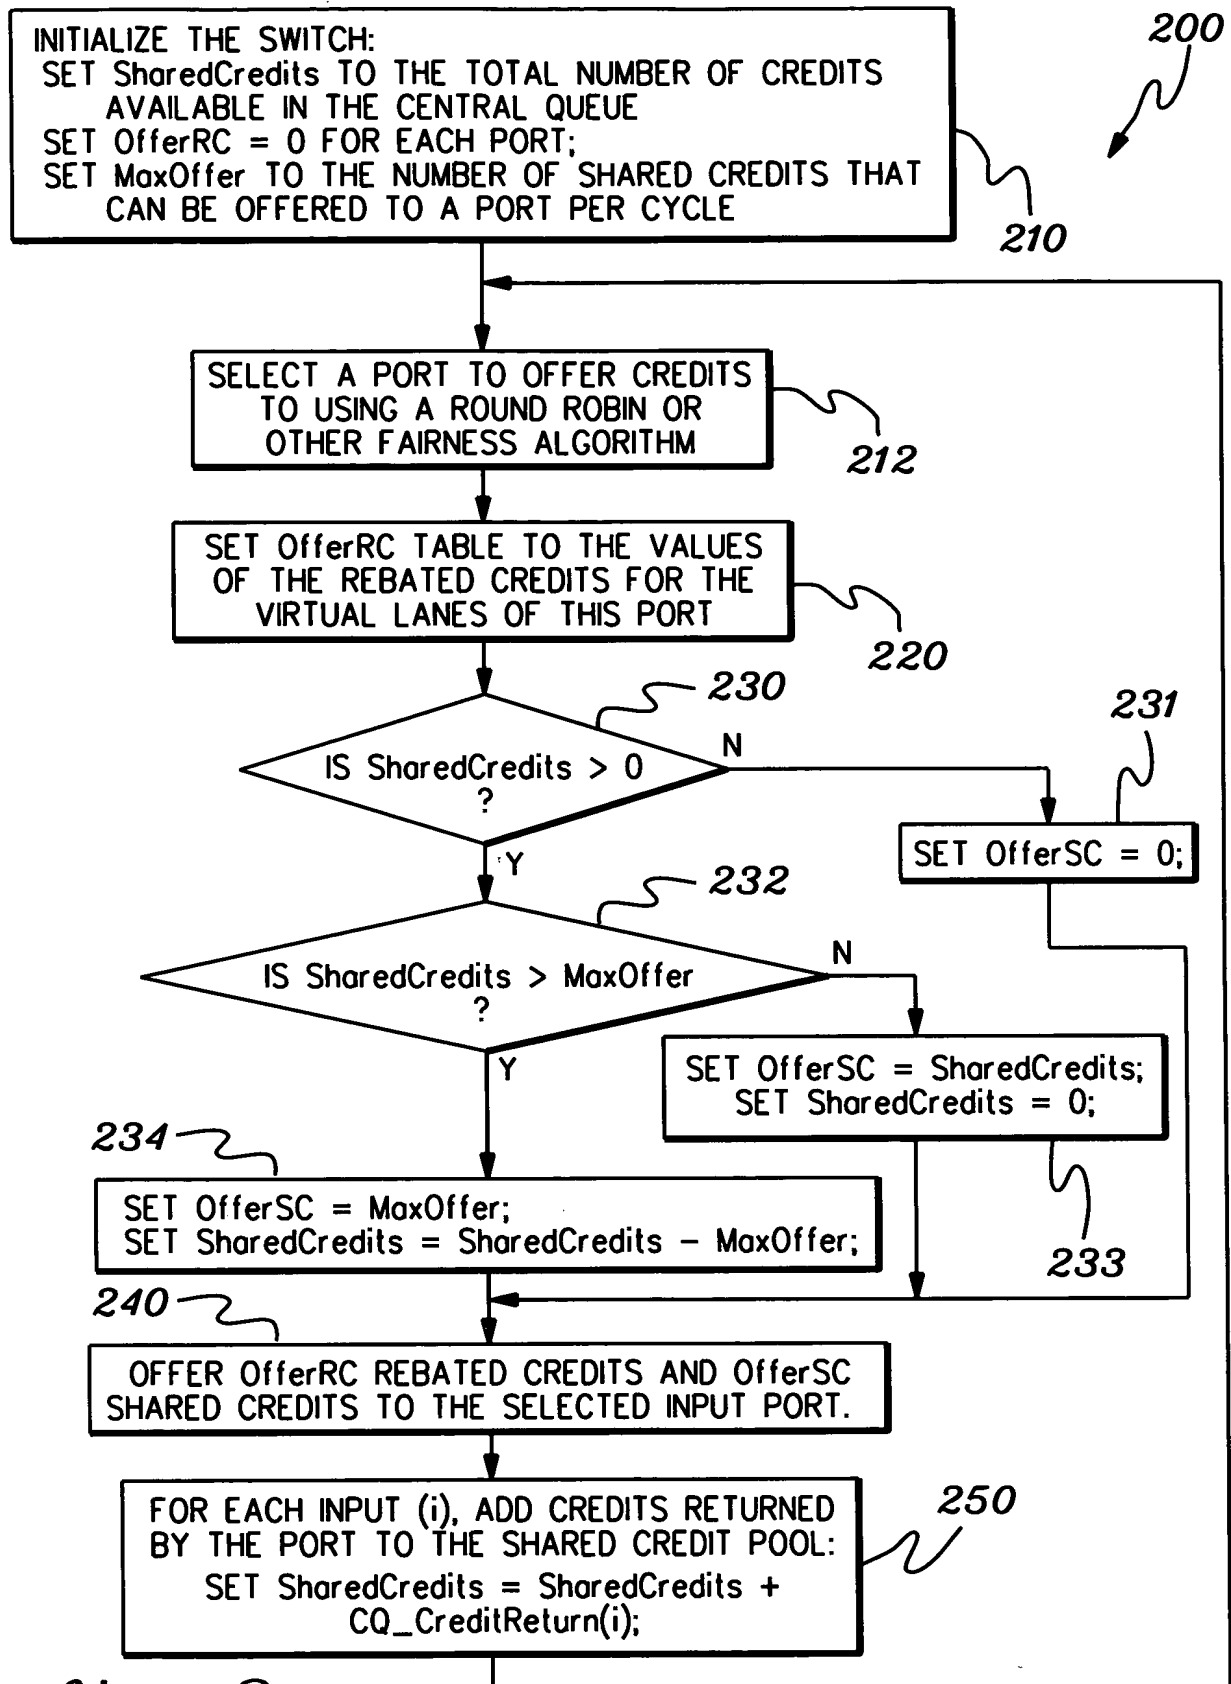 INITIALIZE THE SWITCH:
SET SharedCredits TO THE TOTAL NUMBER OF CREDITS
AVAILABLE IN THE CENTRAL QUEUE
SET OfferRC = 0 FOR EACH PORT;
SET MaxOffer TO THE NUMBER OF SHARED CREDITS THAT
CAN BE OFFERED TO A PORT PER CYCLE
200
210
SELECT A PORT TO OFFER CREDITS
TO USING A ROUND ROBIN OR
OTHER FAIRNESS ALGORITHM
212
SET OfferRC TABLE TO THE VALUES
OF THE REBATED CREDITS FOR THE
VIRTUAL LANES OF THIS PORT
220
230
IS SharedCredits > 0
?
N
Y
231
SET OfferSC = 0;
232
IS SharedCredits > MaxOffer
?
N
Y
SET OfferSC = SharedCredits;
SET SharedCredits = 0;
233
234
SET OfferSC = MaxOffer;
SET SharedCredits = SharedCredits – MaxOffer;
240
OFFER OfferRC REBATED CREDITS AND OfferSC
SHARED CREDITS TO THE SELECTED INPUT PORT.
FOR EACH INPUT (i), ADD CREDITS RETURNED
BY THE PORT TO THE SHARED CREDIT POOL:
SET SharedCredits = SharedCredits +
CQ_CreditReturn(i);
250